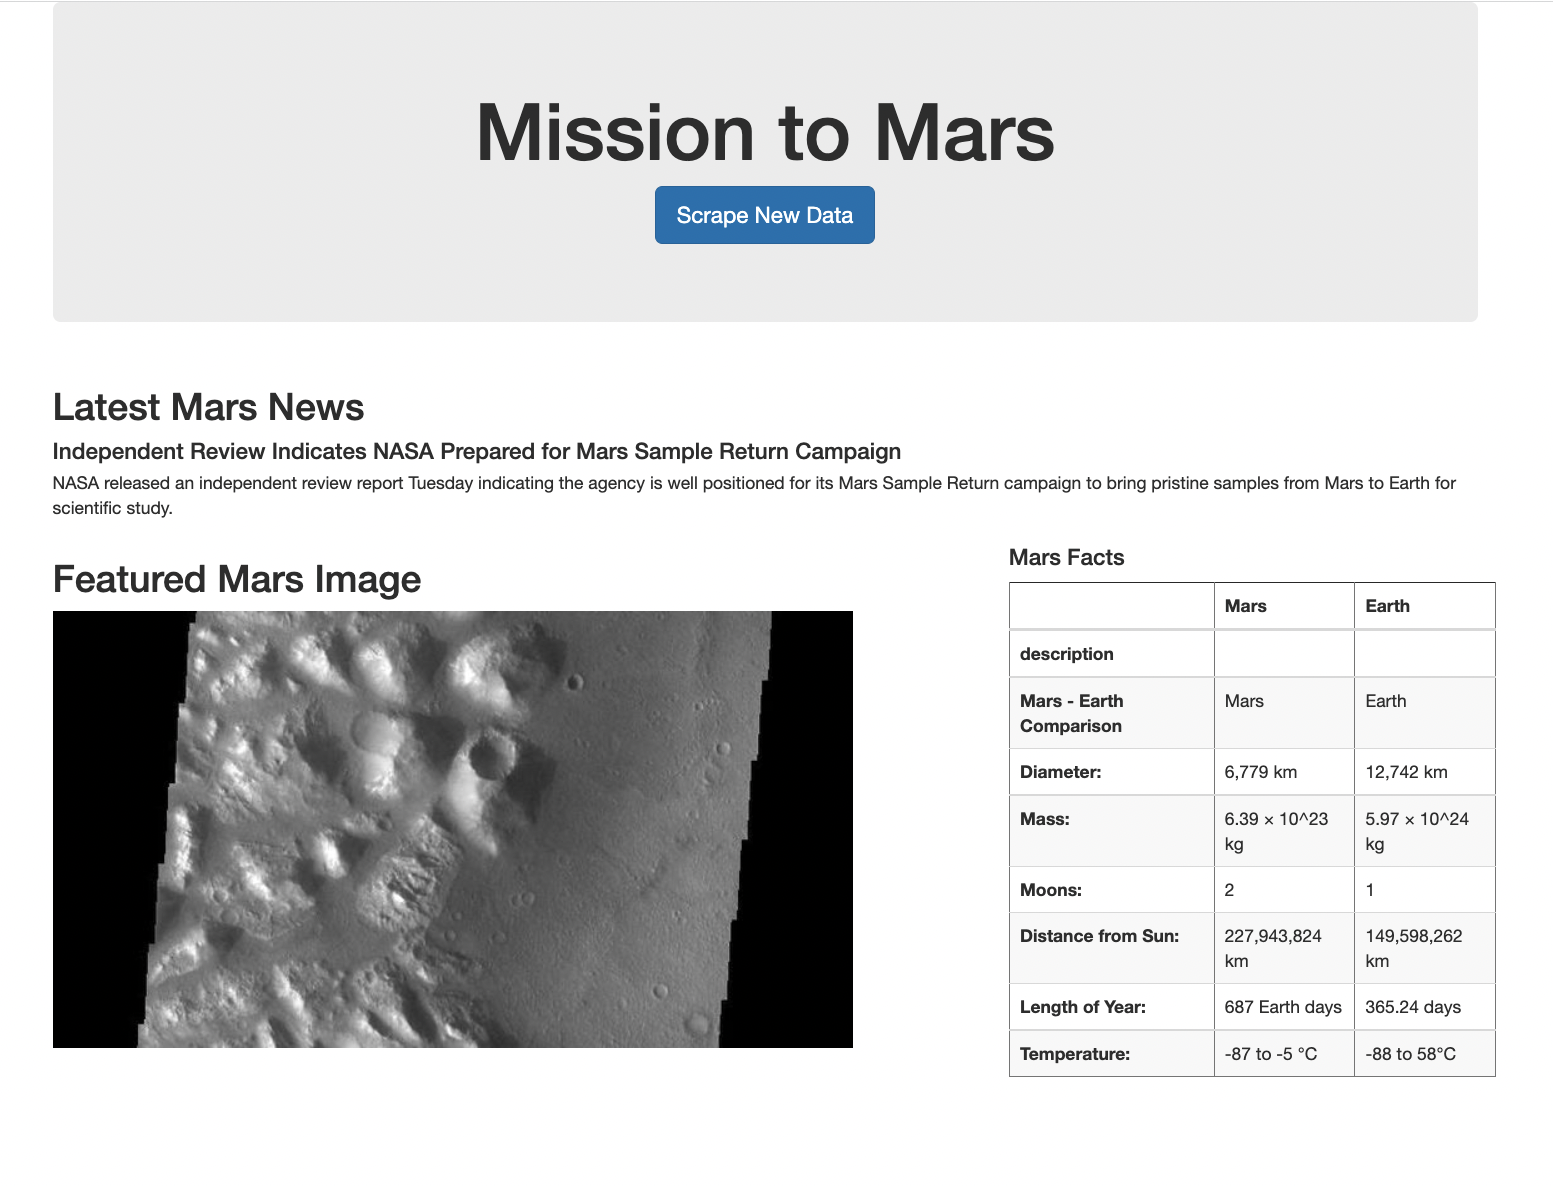 Mission to Mars
Scrape New Data
Latest Mars News
Independent Review Indicates NASA Prepared for Mars Sample Return Campaign
NASA released an independent review report Tuesday indicating the agency is well positioned for its Mars Sample Return campaign to bring pristine samples from Mars to Earth for
scientific study.
Featured Mars Image
Mars Facts
Mars Earth
description
Mars - Earth Mars Earth
Comparison
Diameter: 6,779 km 12,742 km
Mass: 6.39 × 10^23 5.97 × 10^24
kg kg
Moons: 2 1
Distance from Sun: 227,943,824 149,598,262
km km
Length of Year: 687 Earth days 365.24 days
Temperature: -87 to -5 °C -88 to 58°C